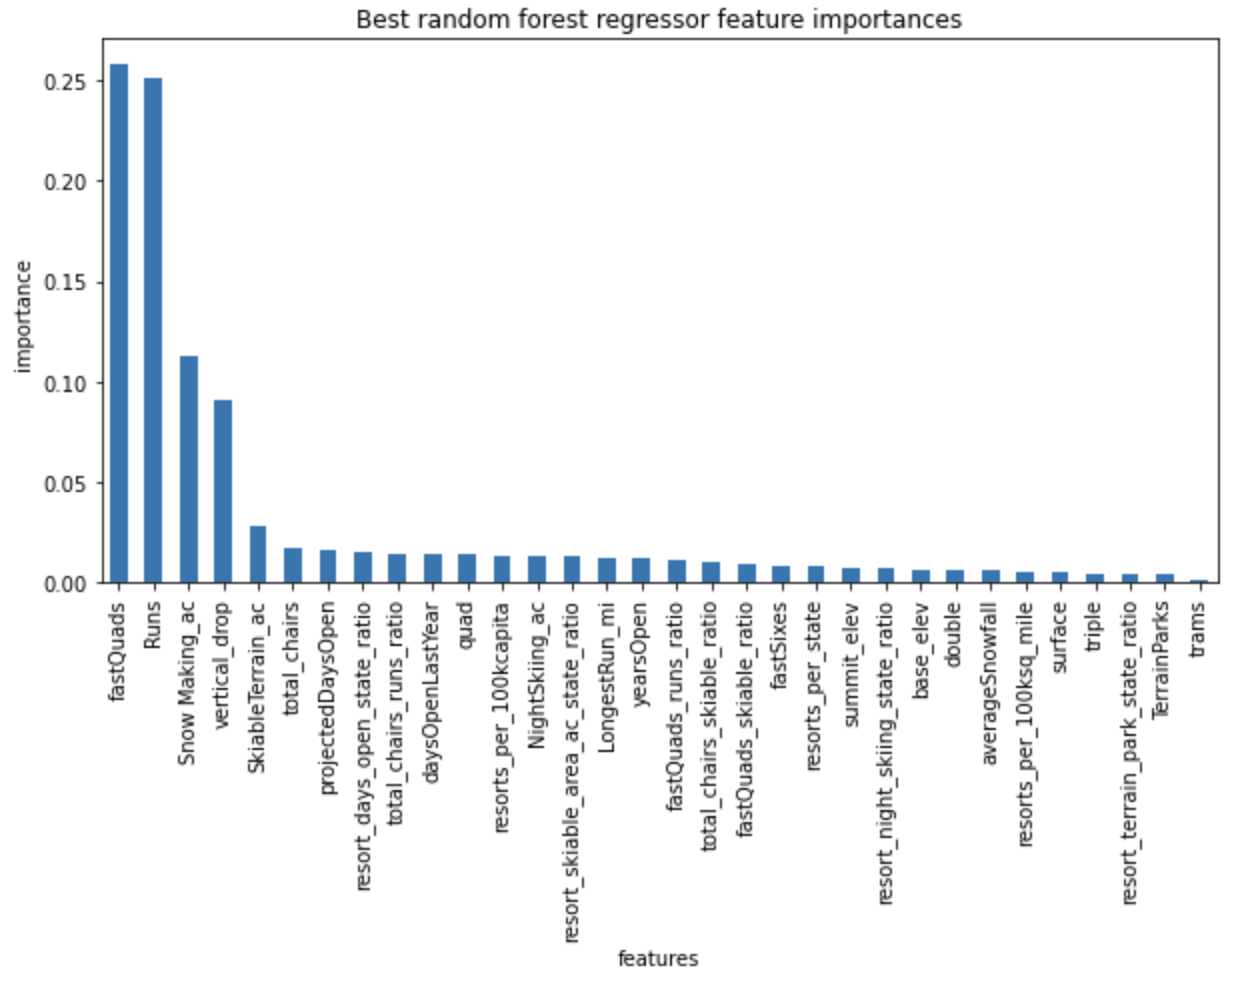 Best random forest regressor feature importances
importance
0.25
0.20
0.15
0.10
0.05
0.00
fastQuads
Runs
Snow Making_ac
vertical_drop
SkiableTerrain_ac
total_chairs
projectedDaysOpen
resort_days_open_state_ratio
total_chairs_runs_ratio
daysOpenLastYear
quad
resorts_per_100kcapita
NightSkiing_ac
resort_skiable_area_ac_state_ratio
LongestRun_mi
yearsOpen
fastQuads_runs_ratio
total_chairs_skiable_ratio
fastQuads_skiable_ratio
fastSixes
resorts_per_state
summit_elev
resort_night_skiing_state_ratio
base_elev
double
averageSnowfall
resorts_per_100ksq_mile
surface
triple
resort_terrain_park_state_ratio
TerrainParks
trams
features